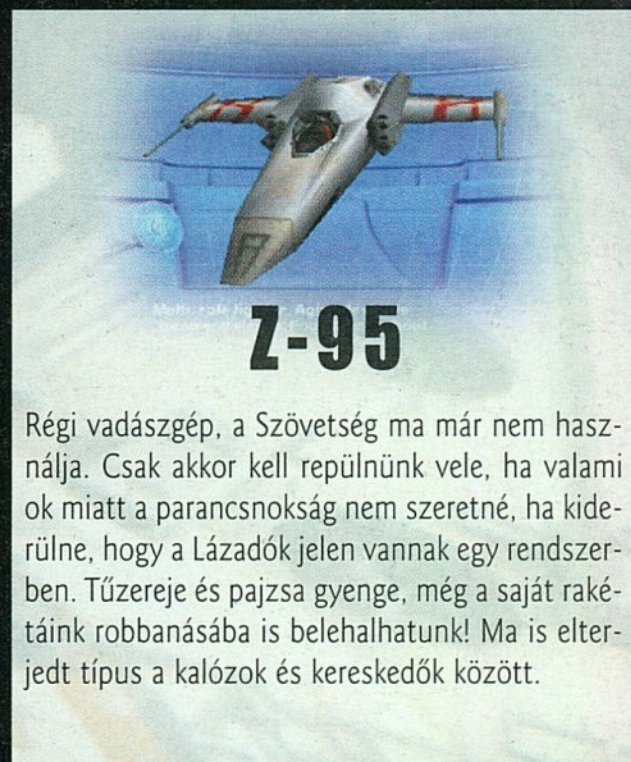 Z-95
Régi vadászgép, a Szövetség ma már nem hasz-
nálja. Csak akkor kell repülnünk vele, ha valami
ok miatt a parancsnokság nem szeretné, ha kide-
rülne, hogy a Lázadók jelen vannak egy rendszer-
ben. Tűzereje és pajzsa gyenge, még a saját raké-
táink robbanásába is belehalhatunk! Ma is elter-
jedt típus a kalózok és kereskedők között.